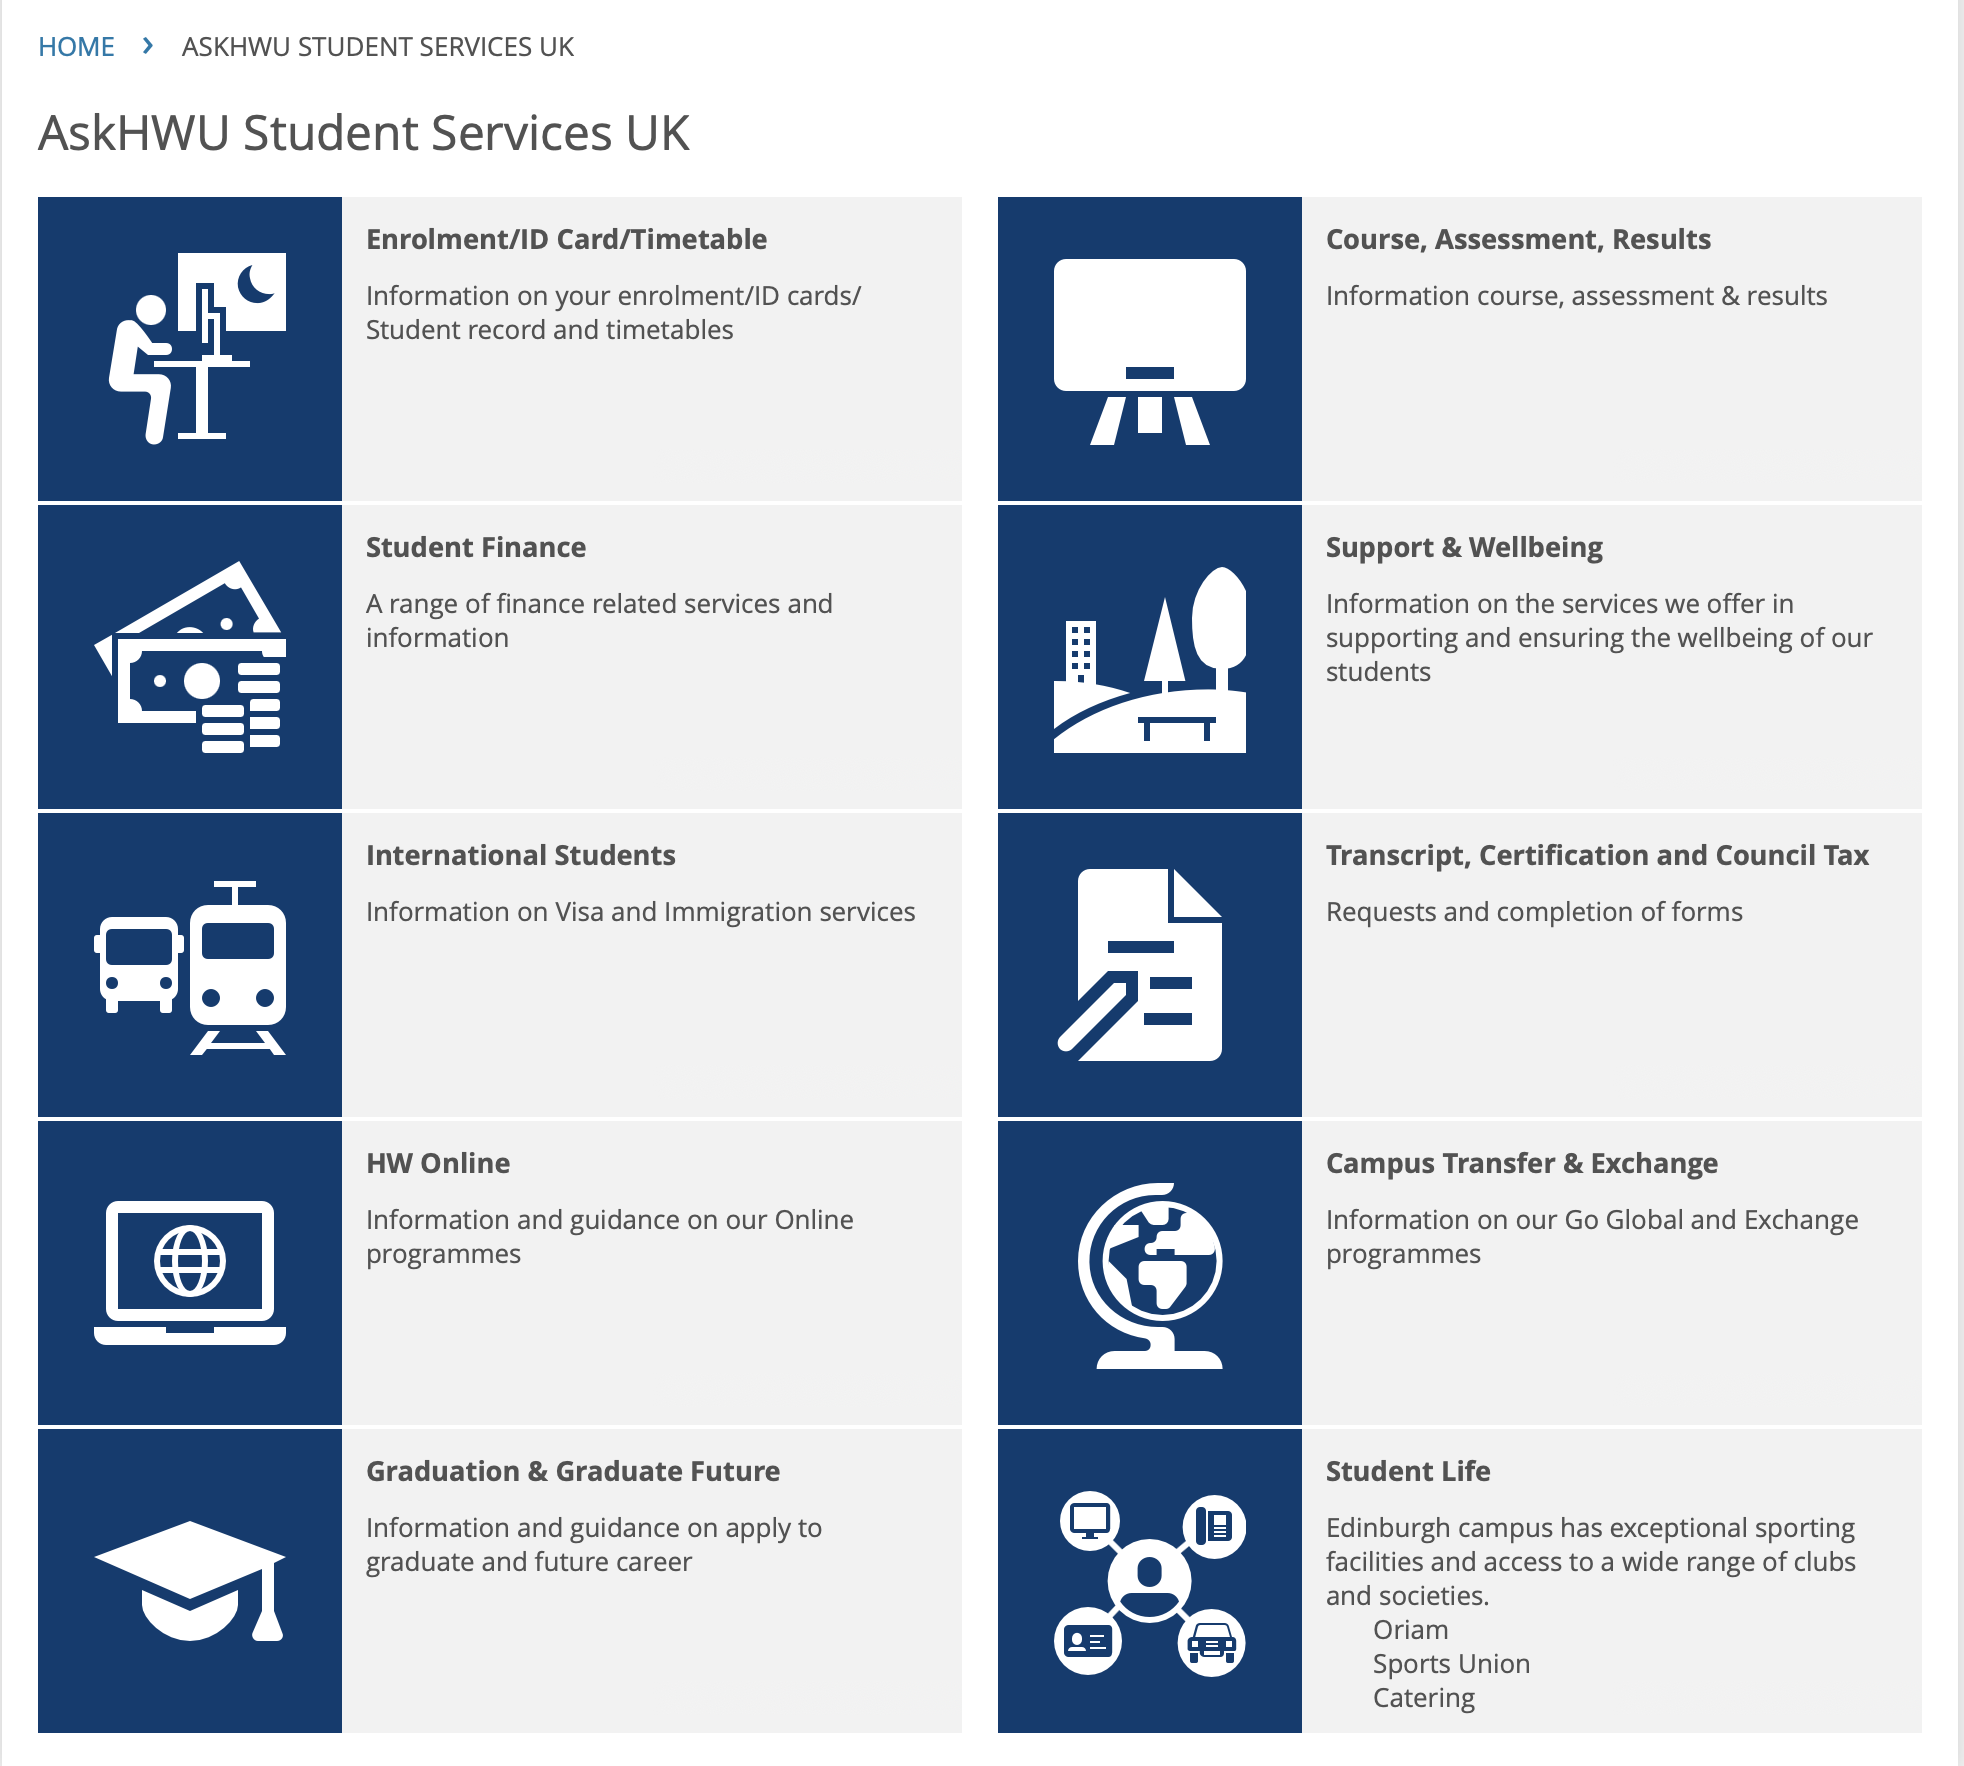 HOME › ASKHWU STUDENT SERVICES UK
AskHWU Student Services UK
Enrolment/ID Card/Timetable
Information on your enrolment/ID cards/
Student record and timetables
Course, Assessment, Results
Information course, assessment & results
Student Finance
A range of finance related services and
information
Support & Wellbeing
Information on the services we offer in
supporting and ensuring the wellbeing of our
students
International Students
Information on Visa and Immigration services
Transcript, Certification and Council Tax
Requests and completion of forms
HW Online
Information and guidance on our Online
programmes
Campus Transfer & Exchange
Information on our Go Global and Exchange
programmes
Graduation & Graduate Future
Information and guidance on apply to
graduate and future career
Student Life
Edinburgh campus has exceptional sporting
facilities and access to a wide range of clubs
and societies.
Oriam
Sports Union
Catering